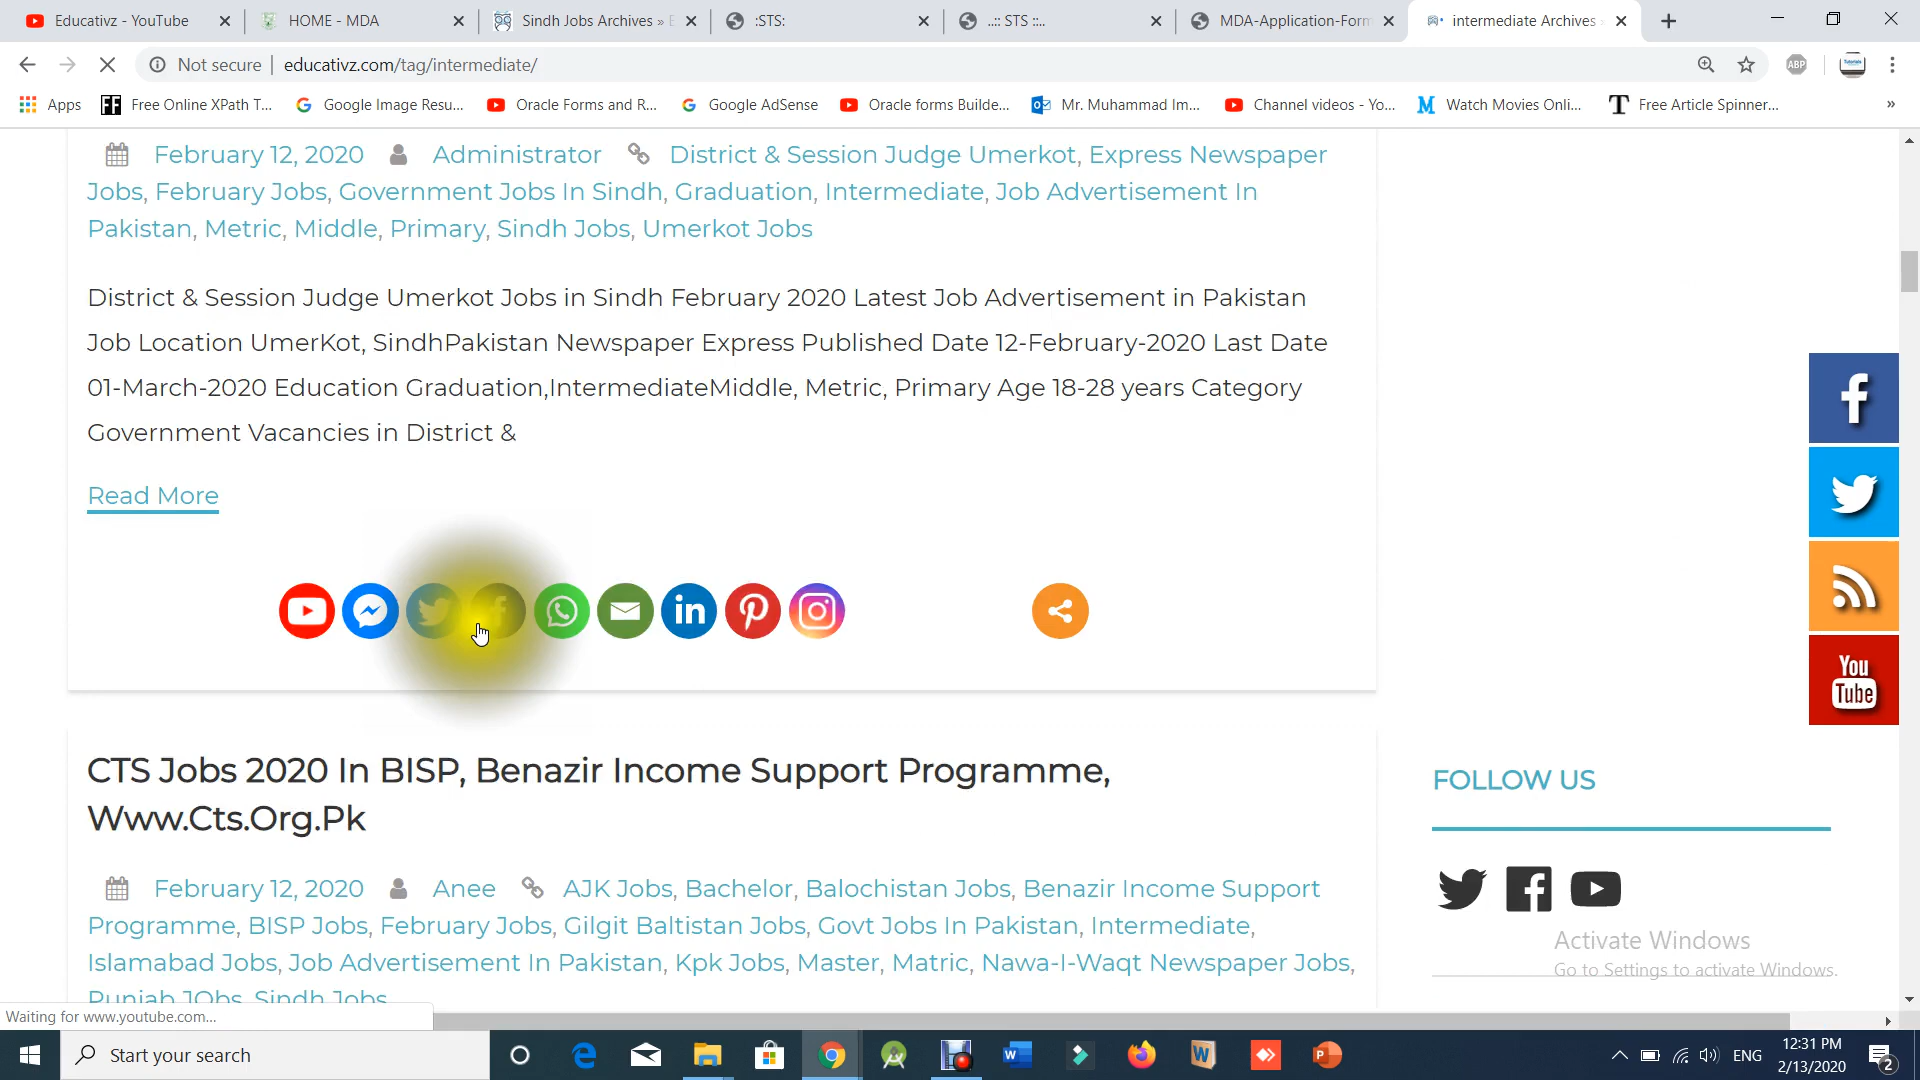 Educativz - YouTube
HOME - MDA
Sindh Jobs Archives »
:STS:
..:: STS ::..
MDA-Application-Form
intermediate Archives
Not secure | educativz.com/tag/intermediate/
ABP
Apps
Free Online XPath T...
Google Image Resu...
Oracle Forms and R...
Google AdSense
Oracle forms Builde...
Mr. Muhammad Im...
Channel videos - Yo...
Watch Movies Onli...
Free Article Spinner...
»
February 12, 2020 Administrator District & Session Judge Umerkot, Express Newspaper
Jobs, February Jobs, Government Jobs In Sindh, Graduation, Intermediate, Job Advertisement In
Pakistan, Metric, Middle, Primary, Sindh Jobs, Umerkot Jobs
District & Session Judge Umerkot Jobs in Sindh February 2020 Latest Job Advertisement in Pakistan
Job Location UmerKot, SindhPakistan Newspaper Express Published Date 12-February-2020 Last Date
01-March-2020 Education Graduation,IntermediateMiddle, Metric, Primary Age 18-28 years Category
Government Vacancies in District &
Read More
You
Tube
CTS Jobs 2020 In BISP, Benazir Income Support Programme,
Www.Cts.Org.Pk
FOLLOW US
February 12, 2020 Anee AJK Jobs, Bachelor, Balochistan Jobs, Benazir Income Support
Programme, BISP Jobs, February Jobs, Gilgit Baltistan Jobs, Govt Jobs In Pakistan, Intermediate,
Islamabad Jobs, Job Advertisement In Pakistan, Kpk Jobs, Master, Matric, Nawa-I-Waqt Newspaper Jobs,
Punjab JObs, Sindh Jobs
Activate Windows
Go to Settings to activate Windows.
Waiting for www.youtube.com...
Start your search
ENG
12:31 PM
2/13/2020
2